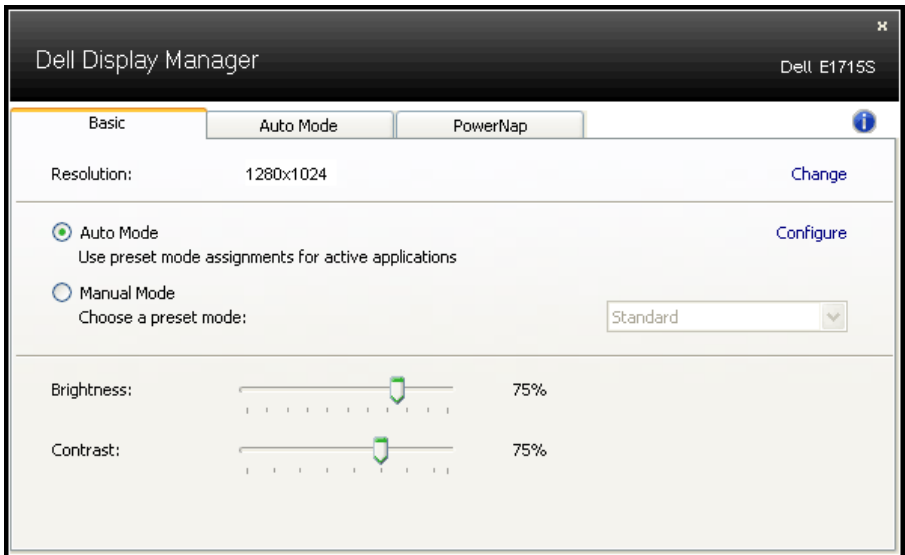 Dell Display Manager
Dell E1715S
Basic Auto Mode PowerNap
Resolution: 1280x1024 Change
Auto Mode Configure
Use preset mode assignments for active applications
Manual Mode
Choose a preset mode: Standard
Brightness: 75%
Contrast: 75%